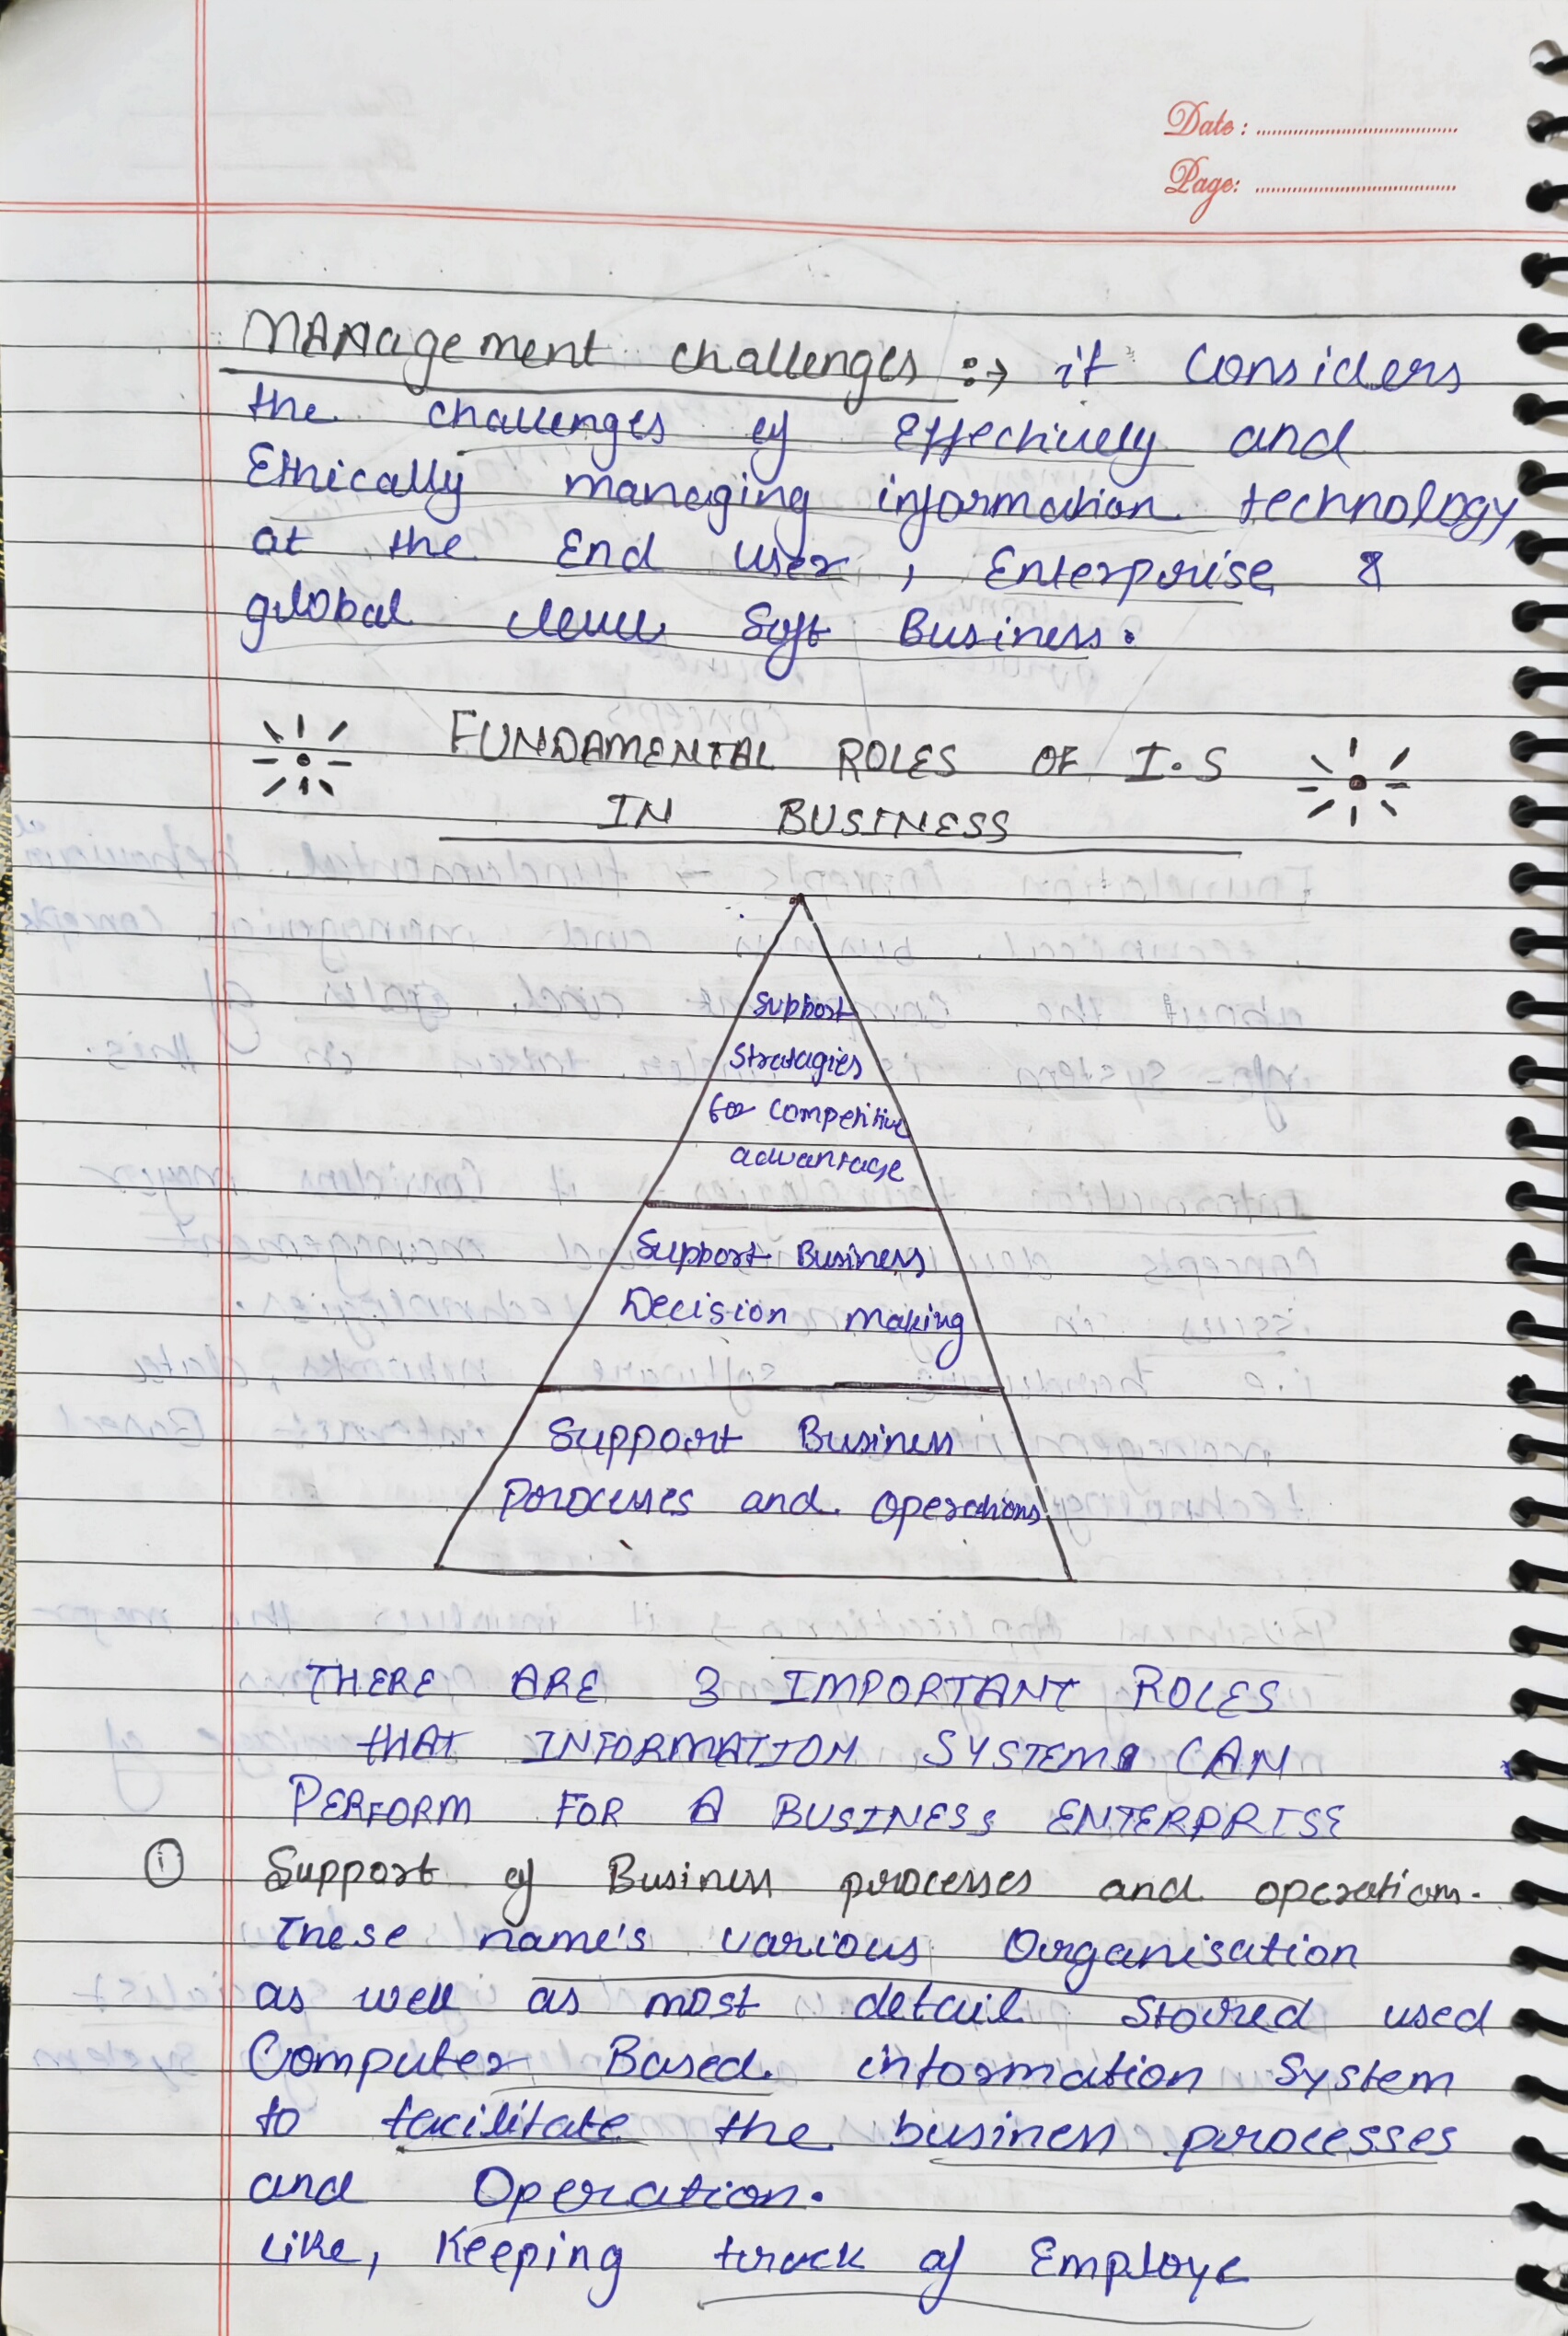 Date :
Page:
MANAgement challenges :→ it Considers
the challenges of Effectively and
Ethically managing information technology,
at the End user, Enterprise &
global level Soft Business.
FUNDAMENTAL ROLES OF I.S
IN BUSINESS
Support
Stratagies
for competitive
advantage
Support Business
Decision making
Support Business
Processes and Operations
THERE ARE 3 IMPORTANT ROLES
tHAT INFORMATION SYSTEM CAN
PERFORM FOR A BUSINESS ENTERPRISE
① Support of Business processes and operation.
These name's various Organisation
as well as most detail Stored used
Computer Based information System
to facilitate the business processes
and Operation.
Like, Keeping track of Employe